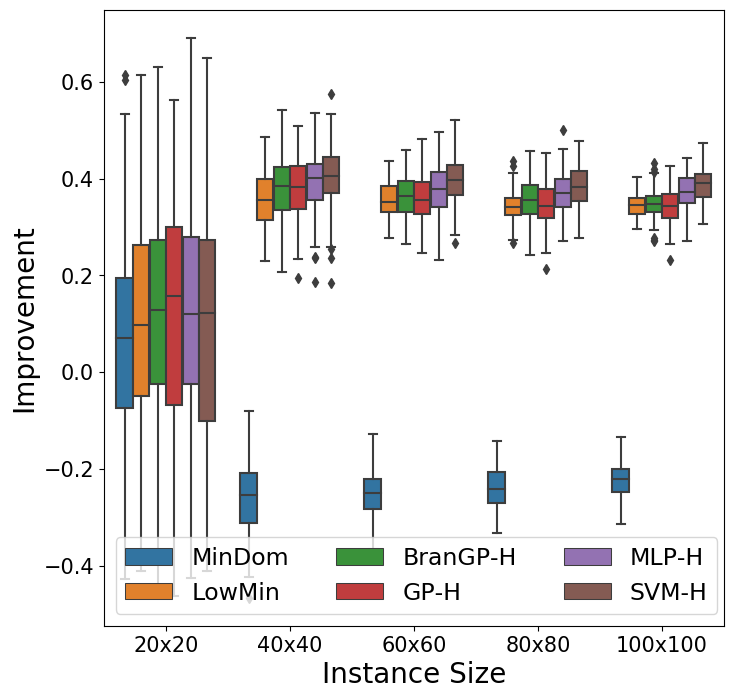 Improvement
0.6
0.4
0.2
0.0
−0.2
−0.4
MinDom BranGP-H MLP-H
LowMin GP-H SVM-H
20x20 40x40 60x60 80x80 100x100
Instance Size